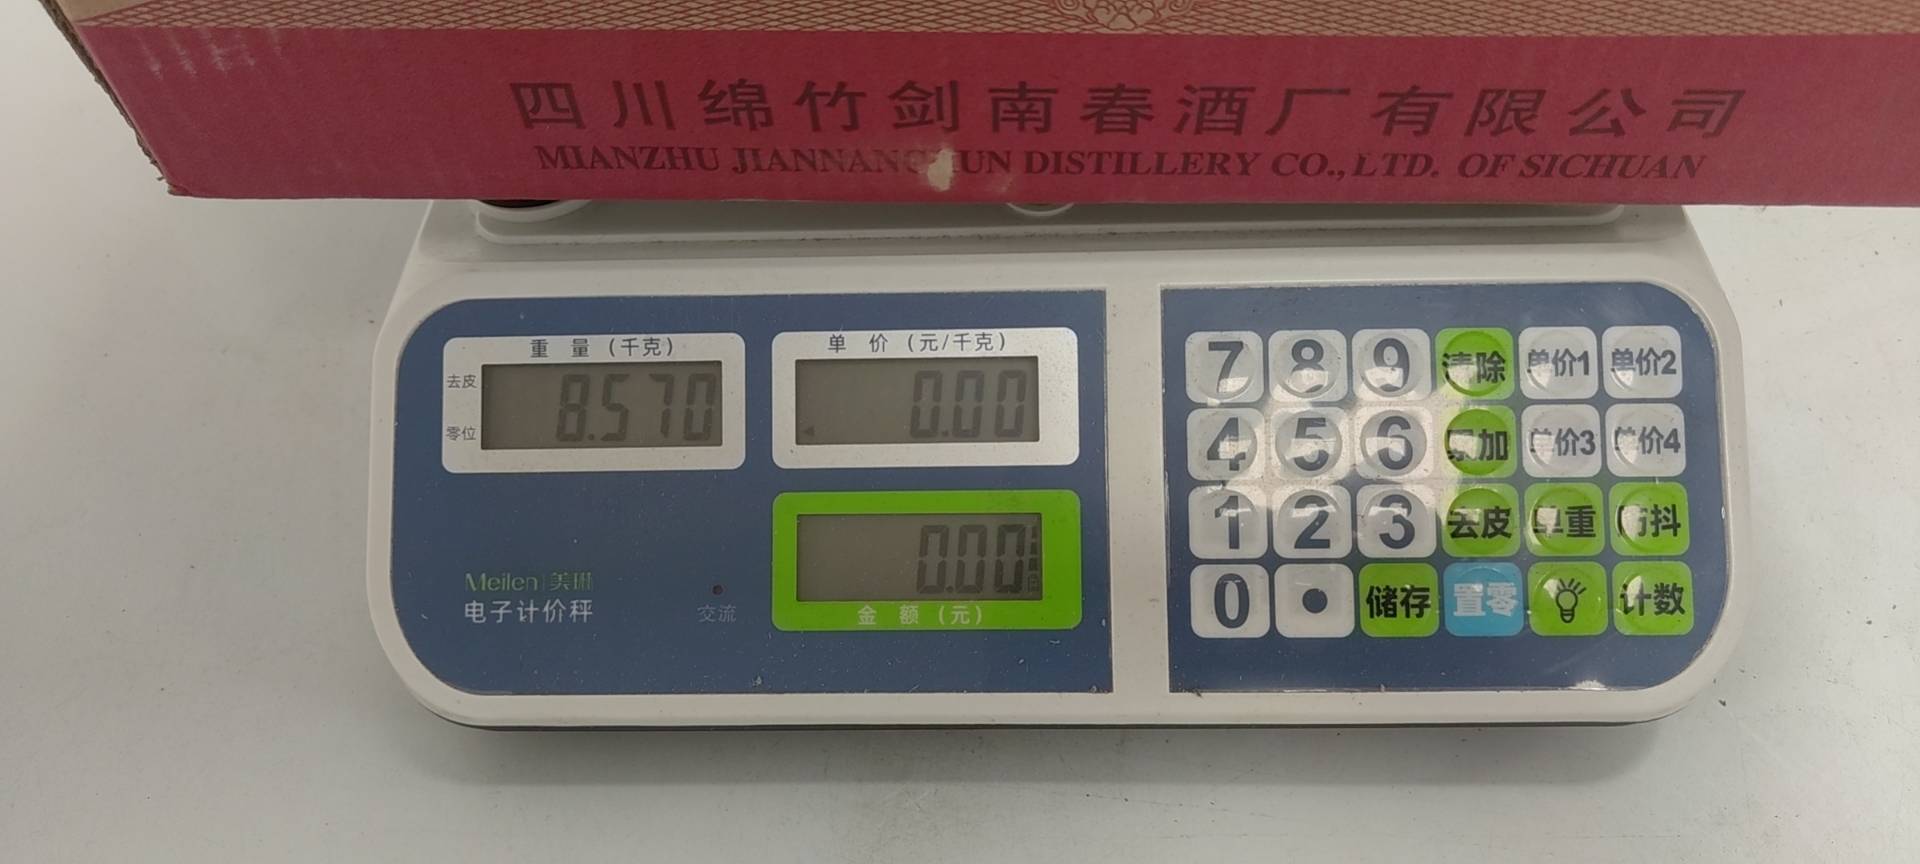 四川绵竹剑南春酒厂有限公司
MIANZHU JIANNAN UN DISTILLERY CO., LTD. OF SICHUAN
重量(千克)
去皮
零位
8.570
单价(元/千克)
0.00
0.00
金额(元)
Meilen|美琳
电子计价秤
交流
7 8 9 清除 单价1 单价2
4 5 6 累加 单价3 单价4
1 2 3 去皮 单重 防抖
0 • 储存 置零 计数